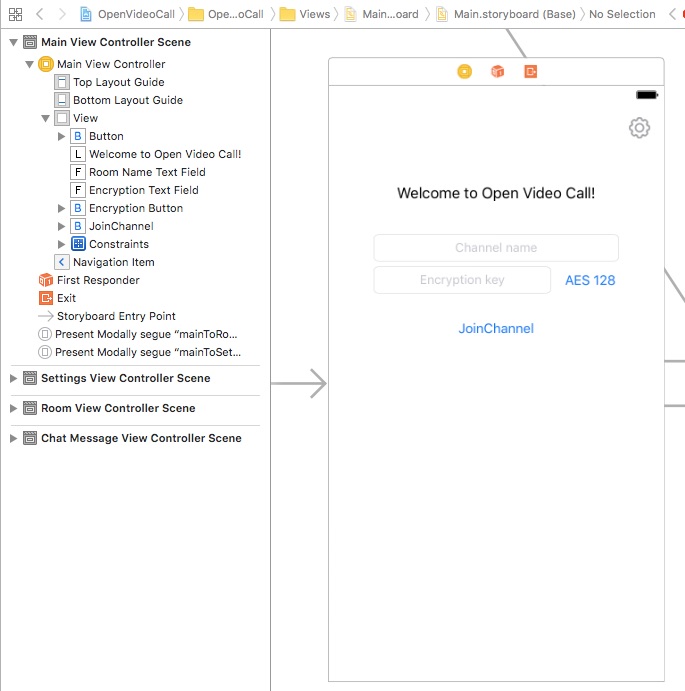 OpenVideoCall Ope...oCall Views Main...oard Main.storyboard (Base) No Selection
Main View Controller Scene
Main View Controller
Top Layout Guide
Bottom Layout Guide
View
B Button
L Welcome to Open Video Call!
F Room Name Text Field
F Encryption Text Field
B Encryption Button
B JoinChannel
Constraints
Navigation Item
First Responder
Exit
Storyboard Entry Point
Present Modally segue “mainToRo...
Present Modally segue “mainToSet...
Settings View Controller Scene
Room View Controller Scene
Chat Message View Controller Scene
Welcome to Open Video Call!
Channel name
Encryption key AES 128
JoinChannel